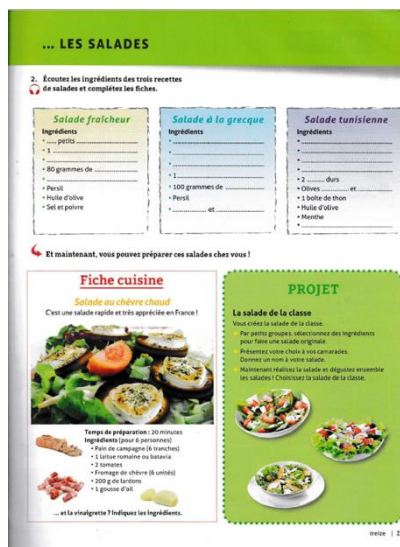 ... LES SALADES
2. Écoutez les ingrédients des trois recettes
de salades et complétez les fiches.
Salade fraîcheur
Ingrédients
• ..... petits ..............................
• 1 ..............................
• ..............................
• 80 grammes de ....................
• ..............................
• Persil
• Huile d'olive
• Sel et poivre
Salade à la grecque
Ingrédients
• ..............................
• ..............................
• ..............................
• 1..............................
• 100 grammes de ....................
• Persil
• .................... et ....................
Salade tunisienne
Ingrédients
• ..............................
• ..............................
• ..............................
• ..............................
• 2 .......... durs
• Olives .......... et ..........
• 1 boîte de thon
• Huile d'olive
• Menthe
• ..............................
Et maintenant, vous pouvez préparer ces salades chez vous !
Fiche cuisine
Salade au chèvre chaud
C'est une salade rapide et très appréciée en France !
Temps de préparation : 20 minutes
Ingrédients (pour 6 personnes)
• Pain de campagne (6 tranches)
• 1 laitue romaine ou batavia
• 2 tomates
• Fromage de chèvre (6 unités)
• 200 g de lardons
• 1 gousse d'ail
... et la vinaigrette ? Indiquez les ingrédients.
PROJET
La salade de la classe
Vous créez la salade de la classe.
Par petits groupes, sélectionnez des ingrédients
pour faire une salade originale.
Présentez votre choix à vos camarades.
Donnez un nom à votre salade.
Maintenant réalisez la salade et dégustez ensemble
les salades ! Choisissez la salade de la classe.
treize |